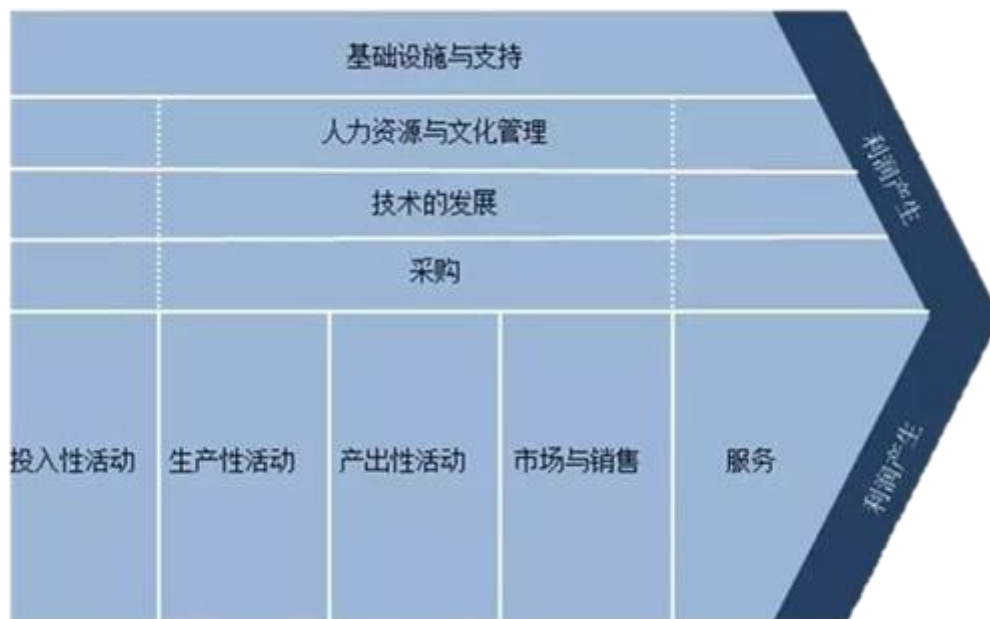 基础设施与支持
人力资源与文化管理
技术的发展
采购
利润产生
投入性活动
生产性活动
产出性活动
市场与销售
服务
利润产生